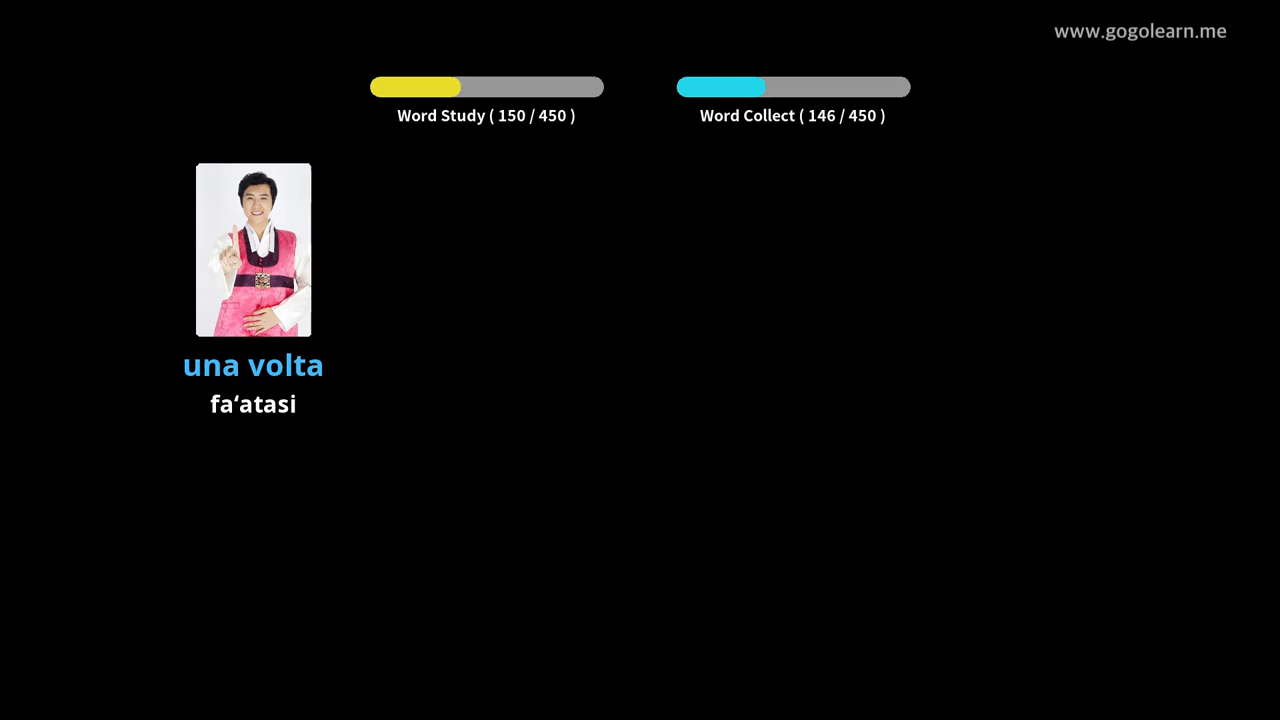 www.gogolearn.me
Word Study ( 150 / 450 )
Word Collect ( 146 / 450 )
una volta
fa‘atasi